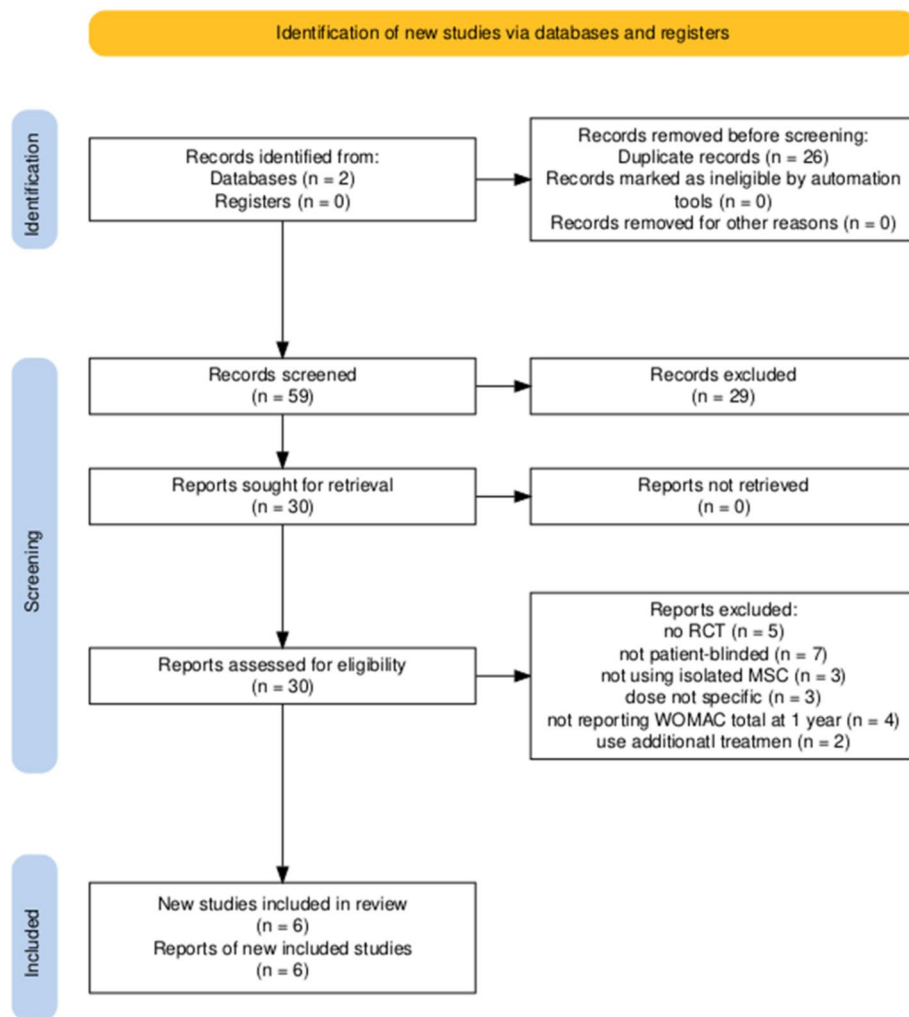 Identification of new studies via databases and registers
Identification
Records identified from:
Databases (n = 2)
Registers (n = 0)
Records removed before screening:
Duplicate records (n = 26)
Records marked as ineligible by automation
tools (n = 0)
Records removed for other reasons (n = 0)
Screening
Records screened
(n = 59)
Records excluded
(n = 29)
Reports sought for retrieval
(n = 30)
Reports not retrieved
(n = 0)
Reports assessed for eligibility
(n = 30)
Reports excluded:
no RCT (n = 5)
not patient-blinded (n = 7)
not using isolated MSC (n = 3)
dose not specific (n = 3)
not reporting WOMAC total at 1 year (n = 4)
use additionatl treatmen (n = 2)
Included
New studies included in review
(n = 6)
Reports of new included studies
(n = 6)